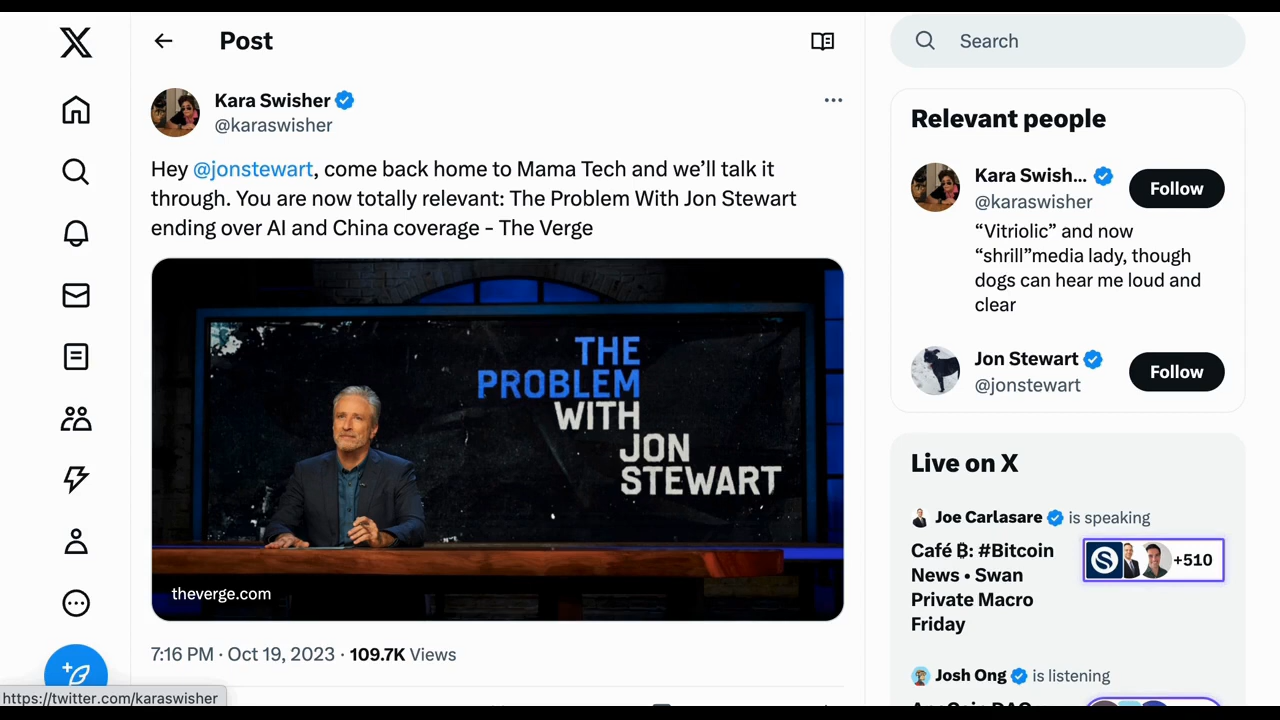 Post
Search
Kara Swisher
@karaswisher
Hey @jonstewart, come back home to Mama Tech and we’ll talk it
through. You are now totally relevant: The Problem With Jon Stewart
ending over AI and China coverage - The Verge
THE
PROBLEM
WITH
JON
STEWART
theverge.com
7:16 PM · Oct 19, 2023 · 109.7K Views
https://twitter.com/karaswisher
Relevant people
Kara Swish...
@karaswisher
Follow
“Vitriolic” and now
“shrill”media lady, though
dogs can hear me loud and
clear
Jon Stewart
@jonstewart
Follow
Live on X
Joe Carlasare is speaking
Café ₿: #Bitcoin
News • Swan
Private Macro
Friday
+510
Josh Ong is listening